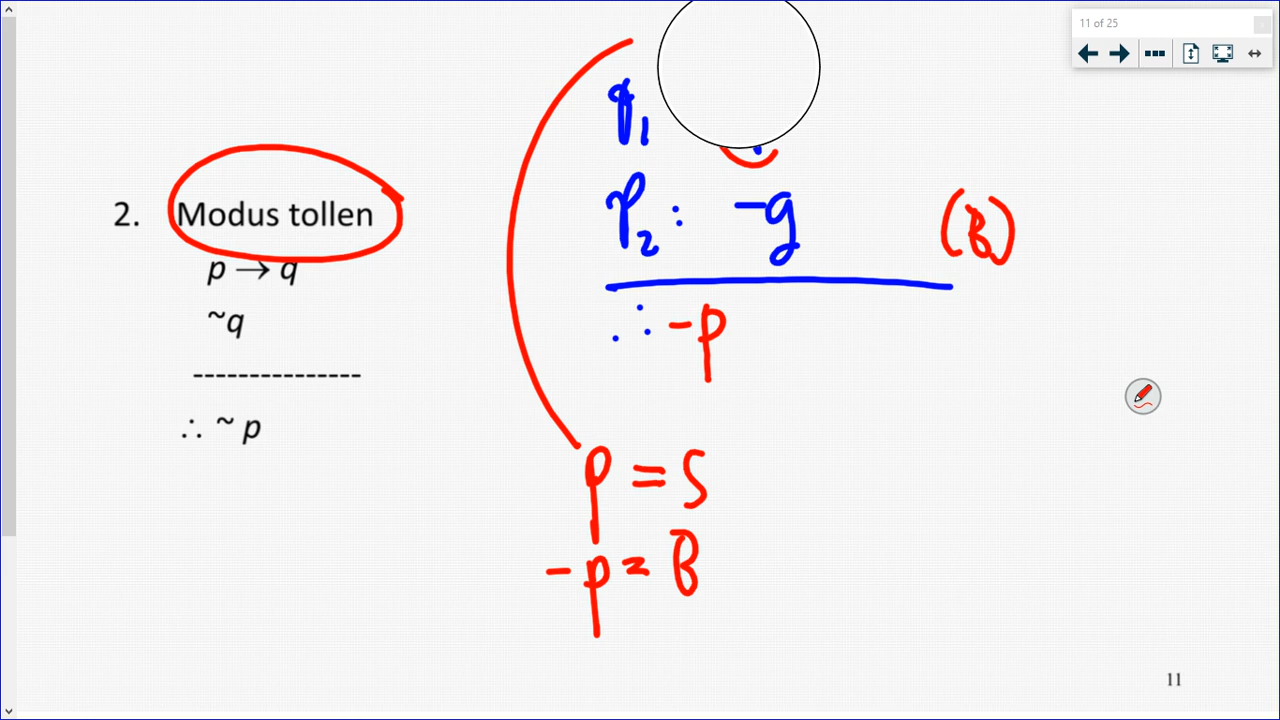 11 of 25
2. Modus tollen
p → q
~q
---------------
∴ ~ p
p1
p2 : -q (B)
∴ -p
p = S
-p = B
11